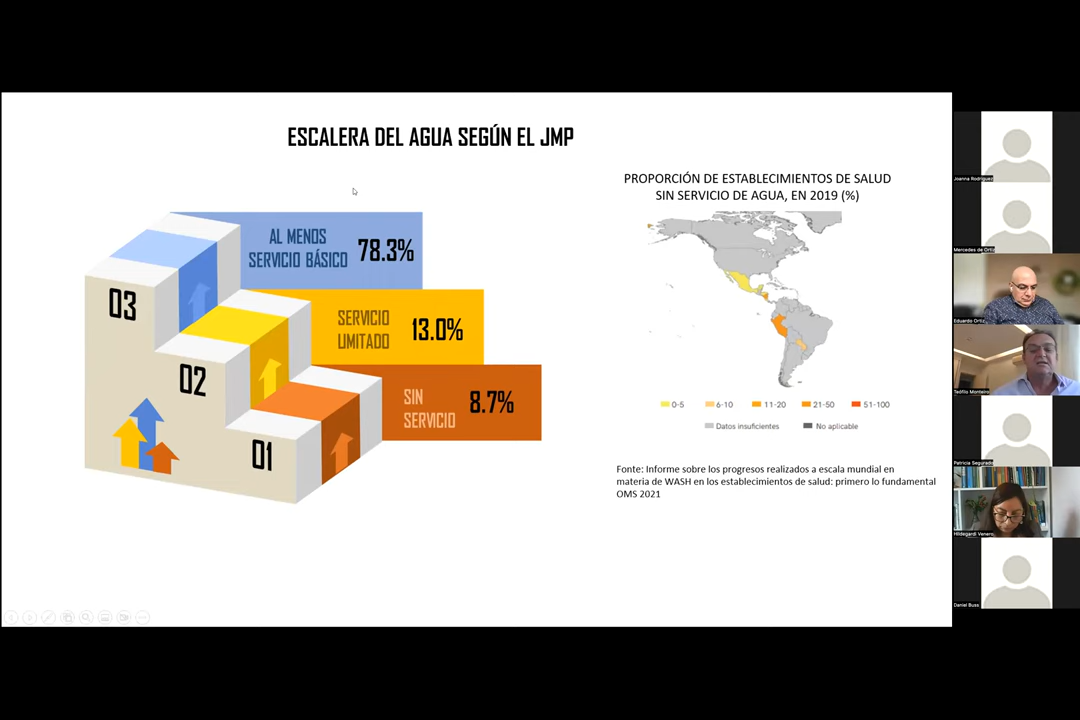 ESCALERA DEL AGUA SEGÚN EL JMP
AL MENOS
SERVICIO BÁSICO
78.3%
03
SERVICIO
LIMITADO
13.0%
02
SIN
SERVICIO
8.7%
01
PROPORCIÓN DE ESTABLECIMIENTOS DE SALUD
SIN SERVICIO DE AGUA, EN 2019 (%)
0-5
6-10
11-20
21-50
51-100
Datos insuficientes
No aplicable
Fonte: Informe sobre los progresos realizados a escala mundial en
materia de WASH en los establecimientos de salud: primero lo fundamental
OMS 2021
Joanna Rodríguez
Mercedes de Ortiz
Eduardo Ortiz
Teófilo Monteiro
Patricia Segurado
Hildegardi Venero
Daniel Buss